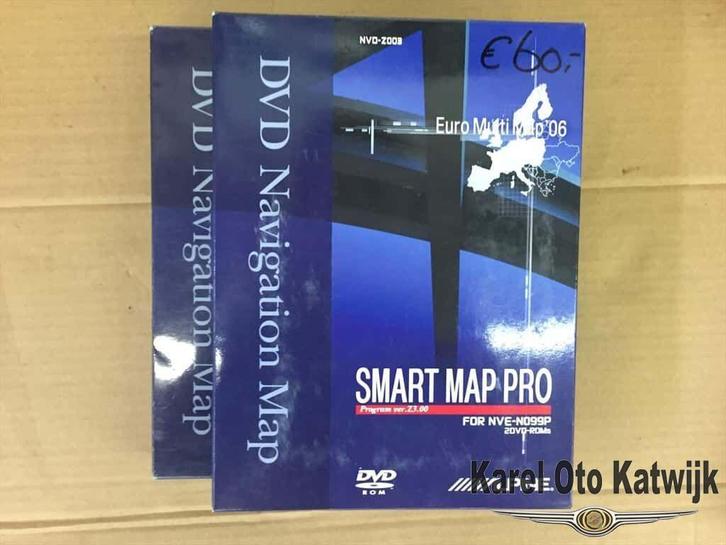 NVD-Z003
€60,-
Euro Multi Map '06
DVD Navigation Map
DVD Navigation Map
SMART MAP PRO
Program ver.Z3.00
FOR NVE-N099P
2DVD-ROMs
DVD
ROM
ALPINE
Karel Oto Katwijk